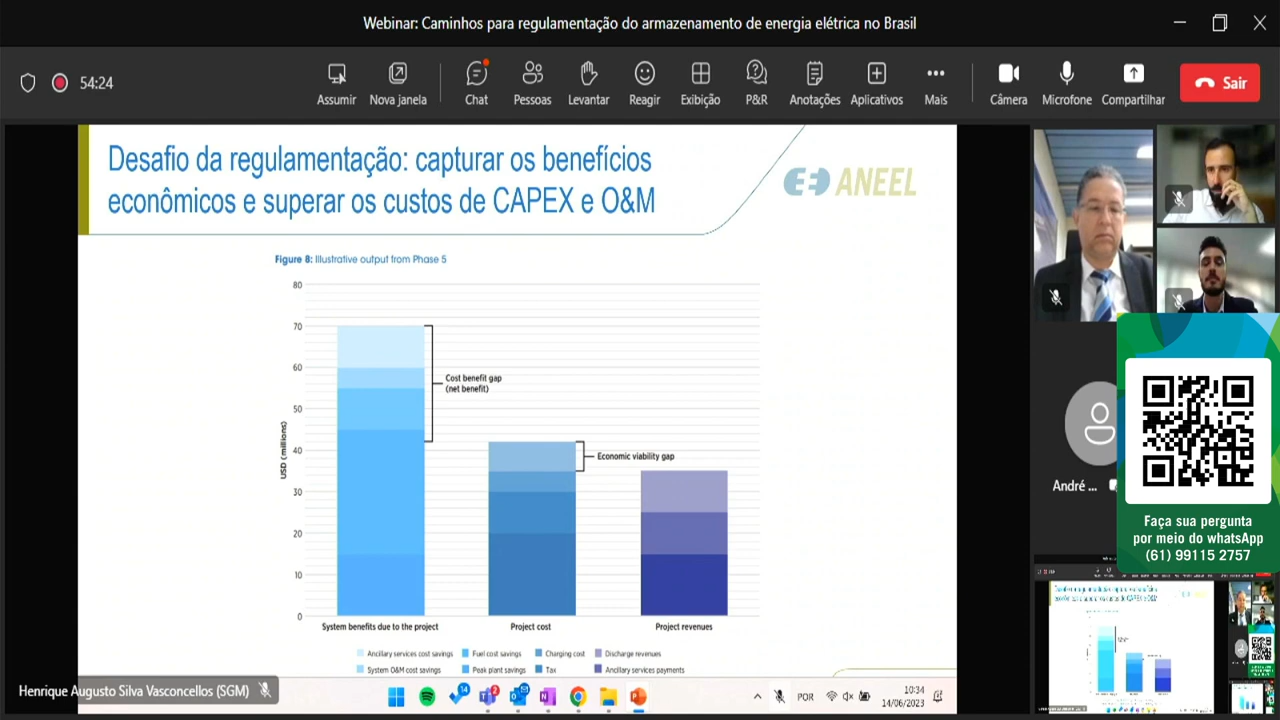 Webinar: Caminhos para regulamentação do armazenamento de energia elétrica no Brasil
54:24
Assumir
Nova janela
Chat
Pessoas
Levantar
Reagir
Exibição
P&R
Anotações
Aplicativos
Mais
Câmera
Microfone
Compartilhar
Sair
Desafio da regulamentação: capturar os benefícios
econômicos e superar os custos de CAPEX e O&M
ANEEL
Figure 8: Illustrative output from Phase 5
USD (millions)
80
70
60
50
40
30
20
10
0
Cost benefit gap
(net benefit)
Economic viability gap
System benefits due to the project
Project cost
Project revenues
Ancillary services cost savings
Fuel cost savings
Charging cost
Discharge revenues
System O&M cost savings
Peak plant savings
Tax
Ancillary services payments
André ...
Faça sua pergunta
por meio do whatsApp
(61) 99115 2757
Henrique Augusto Silva Vasconcellos (SGM)
14
2
POR
10:34
14/06/2023